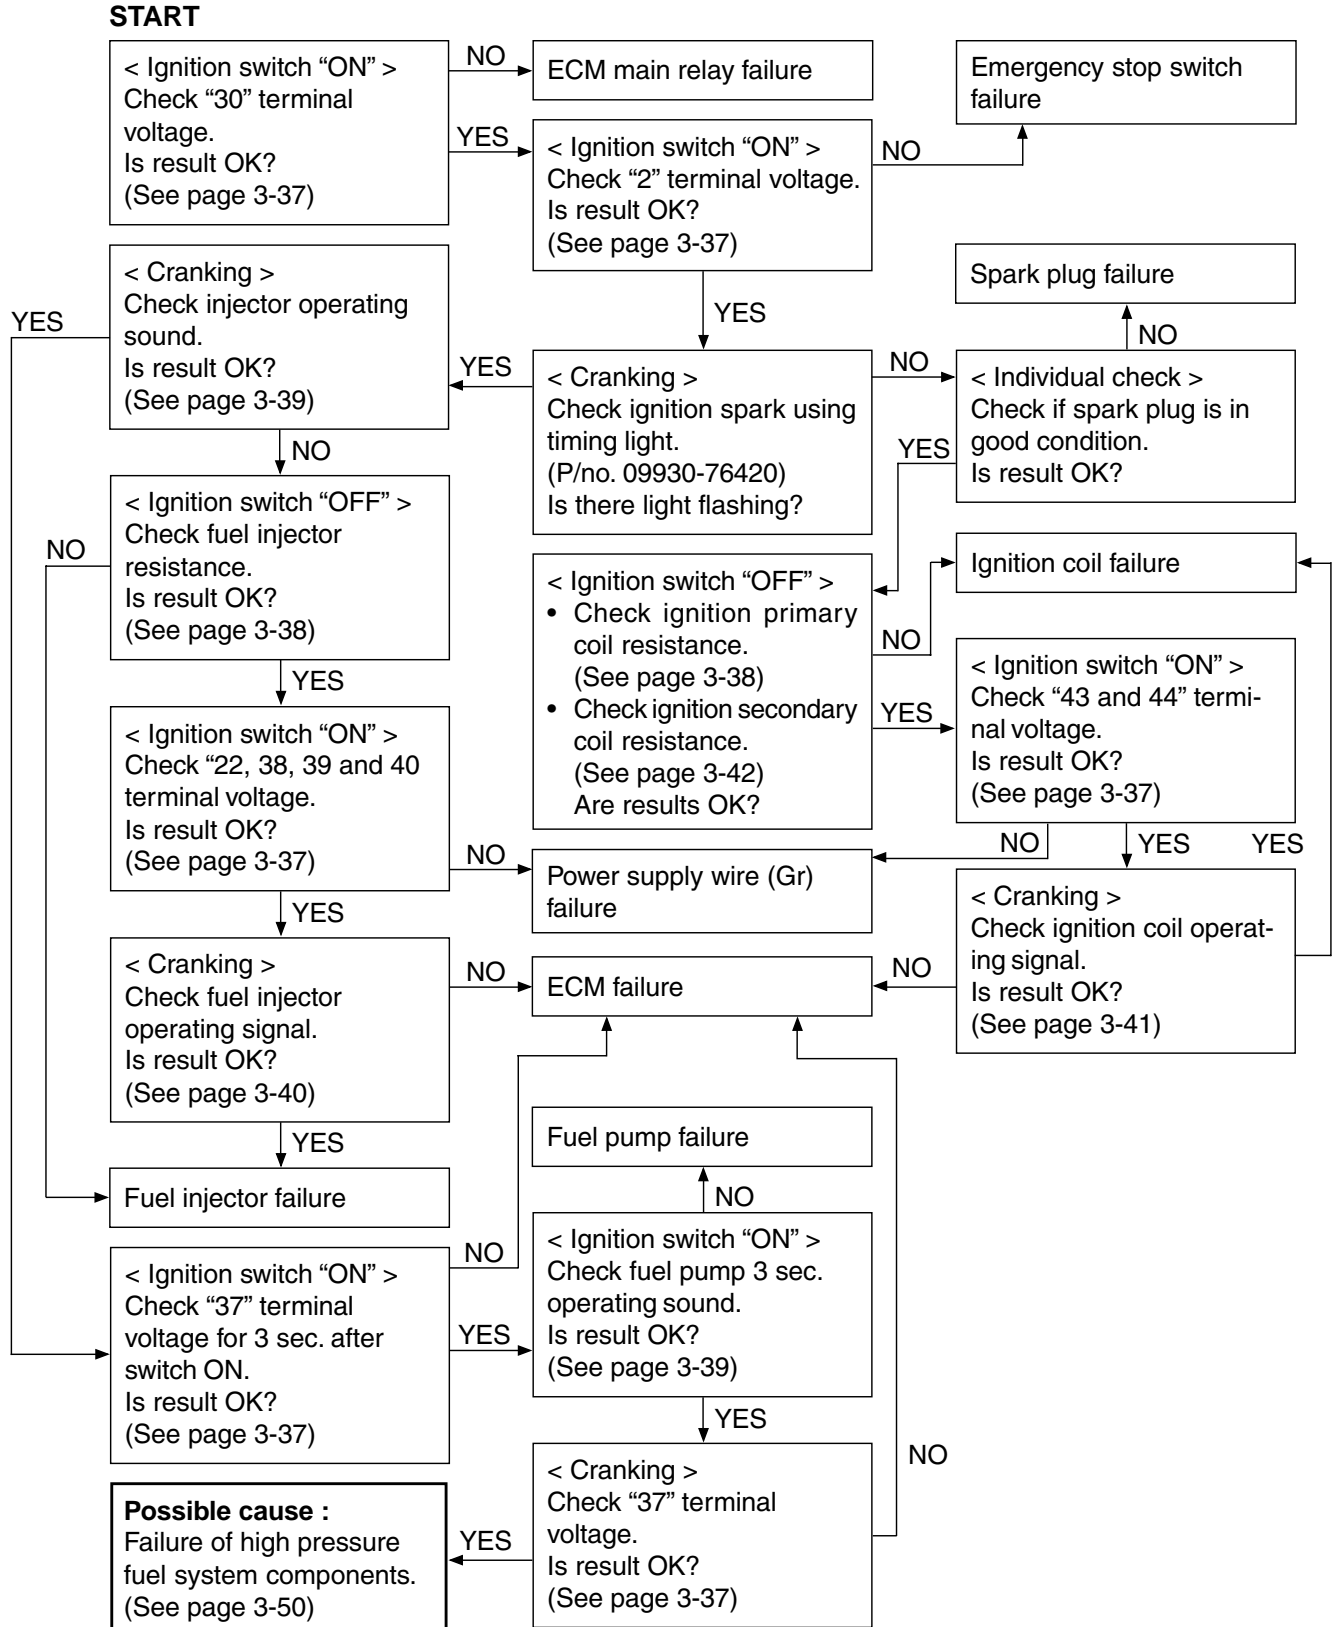 START
< Ignition switch “ON” >
Check “30” terminal
voltage.
Is result OK?
(See page 3-37)
NO
ECM main relay failure
YES
< Ignition switch “ON” >
Check “2” terminal voltage.
Is result OK?
(See page 3-37)
NO
Emergency stop switch
failure
YES
< Cranking >
Check ignition spark using
timing light.
(P/no. 09930-76420)
Is there light flashing?
NO
< Individual check >
Check if spark plug is in
good condition.
Is result OK?
NO
Spark plug failure
YES
< Ignition switch “OFF” >
• Check ignition primary
coil resistance.
(See page 3-38)
• Check ignition secondary
coil resistance.
(See page 3-42)
Are results OK?
NO
Ignition coil failure
YES
< Ignition switch “ON” >
Check “43 and 44” termi-
nal voltage.
Is result OK?
(See page 3-37)
NO
YES
YES
< Cranking >
Check ignition coil operat-
ing signal.
Is result OK?
(See page 3-41)
NO
YES
< Cranking >
Check injector operating
sound.
Is result OK?
(See page 3-39)
YES
NO
< Ignition switch “OFF” >
Check fuel injector
resistance.
Is result OK?
(See page 3-38)
NO
YES
< Ignition switch “ON” >
Check “22, 38, 39 and 40
terminal voltage.
Is result OK?
(See page 3-37)
NO
Power supply wire (Gr)
failure
YES
< Cranking >
Check fuel injector
operating signal.
Is result OK?
(See page 3-40)
NO
ECM failure
YES
Fuel injector failure
< Ignition switch “ON” >
Check “37” terminal
voltage for 3 sec. after
switch ON.
Is result OK?
(See page 3-37)
NO
YES
Fuel pump failure
NO
< Ignition switch “ON” >
Check fuel pump 3 sec.
operating sound.
Is result OK?
(See page 3-39)
YES
< Cranking >
Check “37” terminal
voltage.
Is result OK?
(See page 3-37)
NO
YES
Possible cause :
Failure of high pressure
fuel system components.
(See page 3-50)